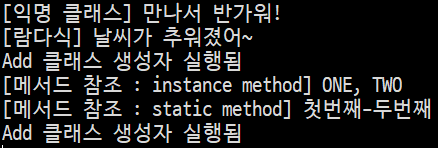 [익명 클래스] 만나서 반가워!
[람다식] 날씨가 추워졌어~
Add 클래스 생성자 실행됨
[메서드 참조 : instance method] ONE, TWO
[메서드 참조 : static method] 첫번째-두번째
Add 클래스 생성자 실행됨